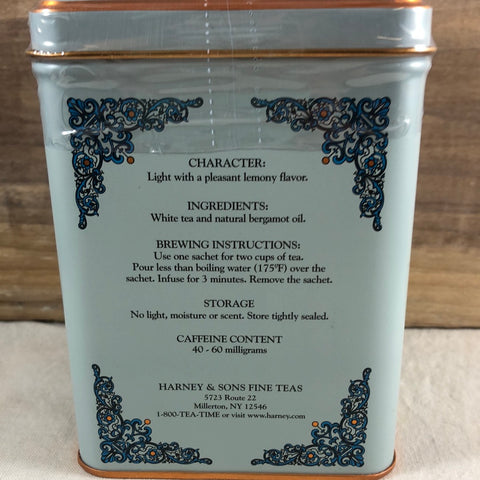 CHARACTER:
Light with a pleasant lemony flavor.
INGREDIENTS:
White tea and natural bergamot oil.
BREWING INSTRUCTIONS:
Use one sachet for two cups of tea.
Pour less than boiling water (175°F) over the
sachet. Infuse for 3 minutes. Remove the sachet.
STORAGE
No light, moisture or scent. Store tightly sealed.
CAFFEINE CONTENT
40 - 60 milligrams
HARNEY & SONS FINE TEAS
5723 Route 22
Millerton, NY 12546
1-800-TEA-TIME or visit www.harney.com